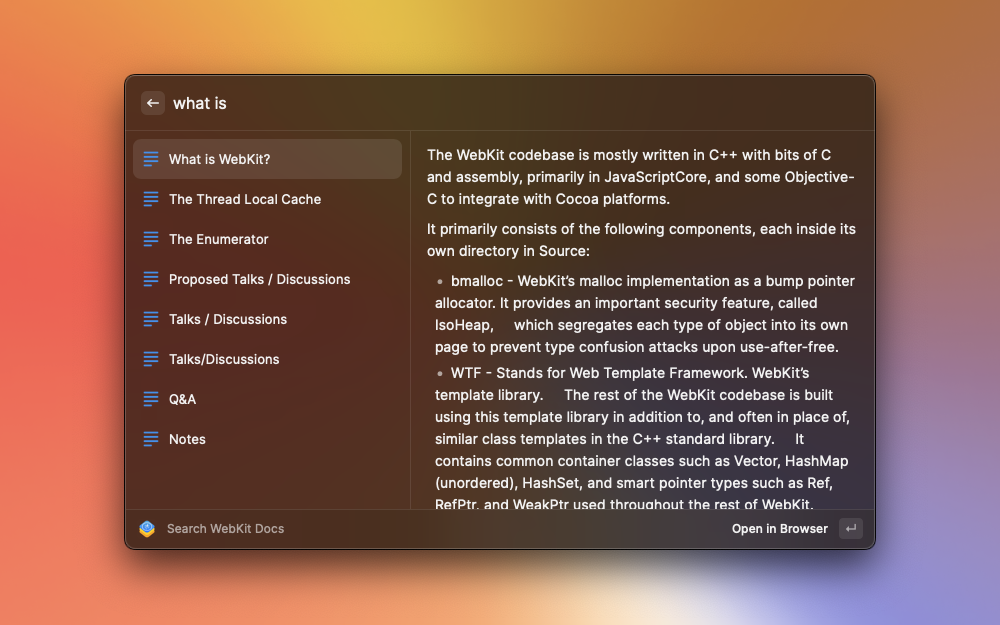 what is
What is WebKit?
The Thread Local Cache
The Enumerator
Proposed Talks / Discussions
Talks / Discussions
Talks/Discussions
Q&A
Notes
The WebKit codebase is mostly written in C++ with bits of C
and assembly, primarily in JavaScriptCore, and some Objective-
C to integrate with Cocoa platforms.
It primarily consists of the following components, each inside its
own directory in Source:
• bmalloc - WebKit’s malloc implementation as a bump pointer
allocator. It provides an important security feature, called
IsoHeap, which segregates each type of object into its own
page to prevent type confusion attacks upon use-after-free.
• WTF - Stands for Web Template Framework. WebKit’s
template library. The rest of the WebKit codebase is built
using this template library in addition to, and often in place of,
similar class templates in the C++ standard library. It
contains common container classes such as Vector, HashMap
(unordered), HashSet, and smart pointer types such as Ref,
RefPtr, and WeakPtr used throughout the rest of WebKit.
Search WebKit Docs
Open in Browser